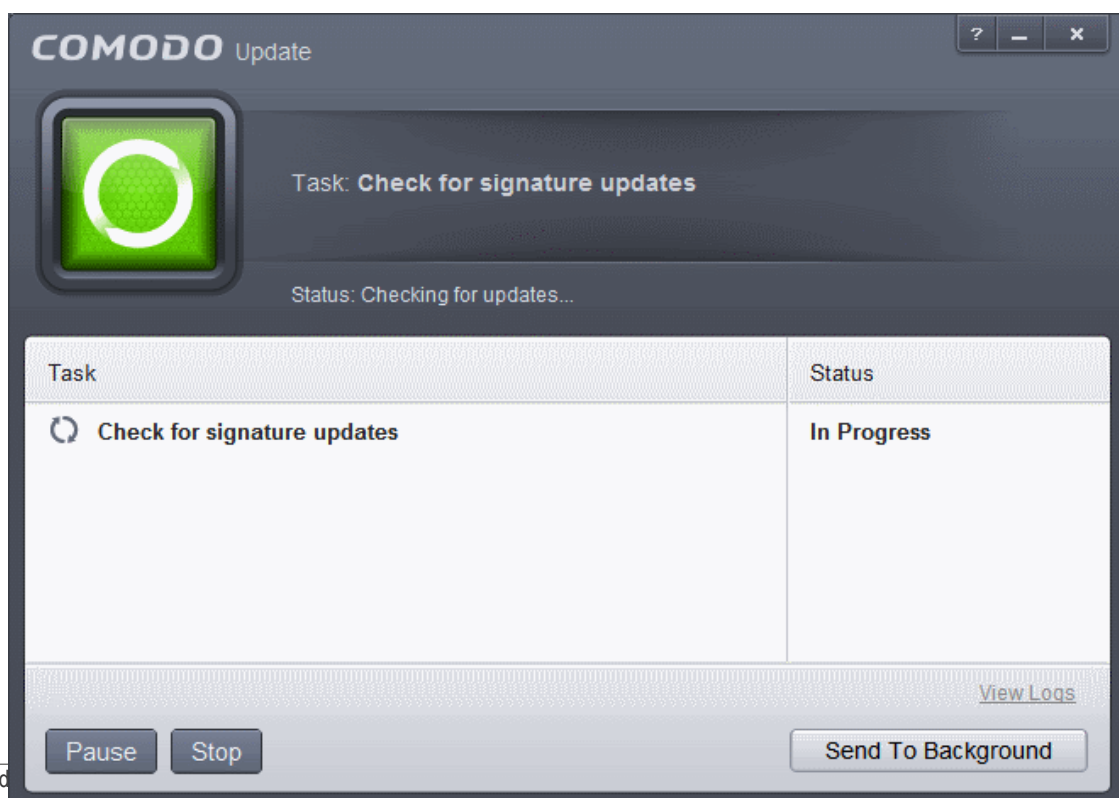 COMODO Update
? – ×
Task: Check for signature updates
Status: Checking for updates...
Task Status
Check for signature updates In Progress
View Logs
Pause Stop Send To Background
d